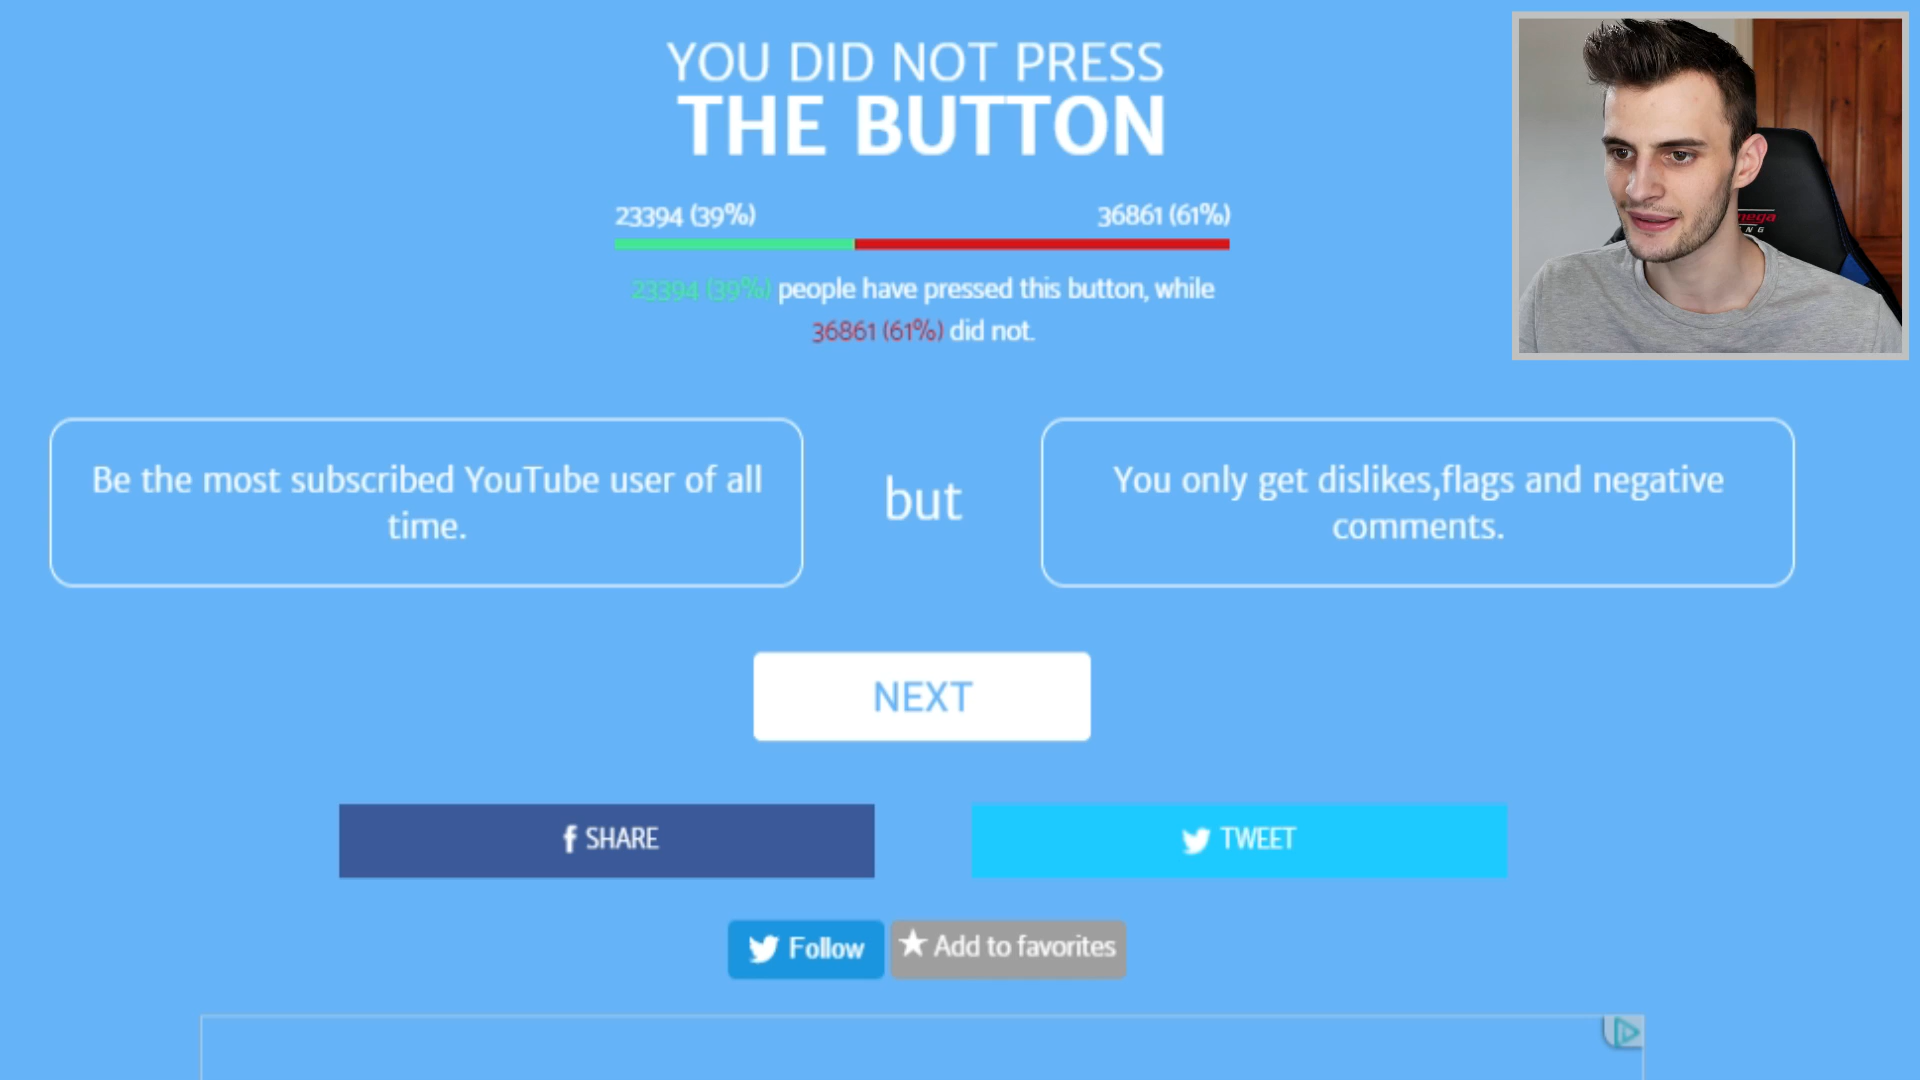 YOU DID NOT PRESS
THE BUTTON
23394 (39%)
36861 (61%)
23394 (39%) people have pressed this button, while
36861 (61%) did not.
Be the most subscribed YouTube user of all
time.
but
You only get dislikes,flags and negative
comments.
NEXT
f SHARE
TWEET
Follow
Add to favorites